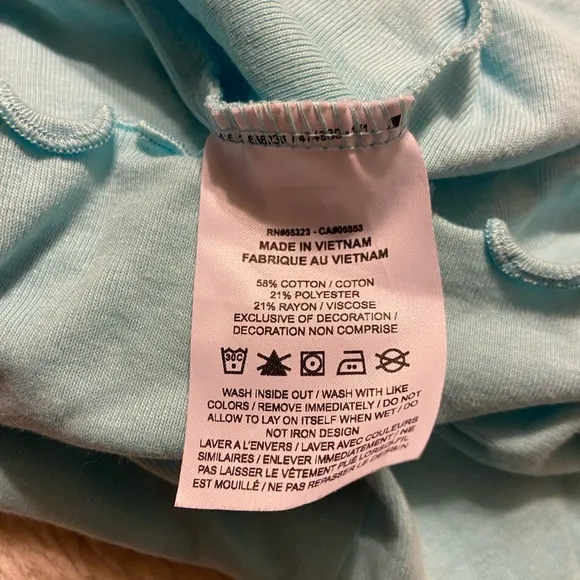 RN#55323 - CA#05553
MADE IN VIETNAM
FABRIQUE AU VIETNAM
58% COTTON / COTON
21% POLYESTER
21% RAYON / VISCOSE
EXCLUSIVE OF DECORATION /
DECORATION NON COMPRISE
30C
WASH INSIDE OUT / WASH WITH LIKE
COLORS / REMOVE IMMEDIATELY / DO NOT
ALLOW TO LAY ON ITSELF WHEN WET / DO
NOT IRON DESIGN
LAVER A L'ENVERS / LAVER AVEC COULEURS
SIMILAIRES / ENLEVER IMMEDIATEMENT / NE
PAS LAISSER LE VÊTEMENT PLIÉ LORSQU'IL
EST MOUILLÉ / NE PAS REPASSER LE DESSIN